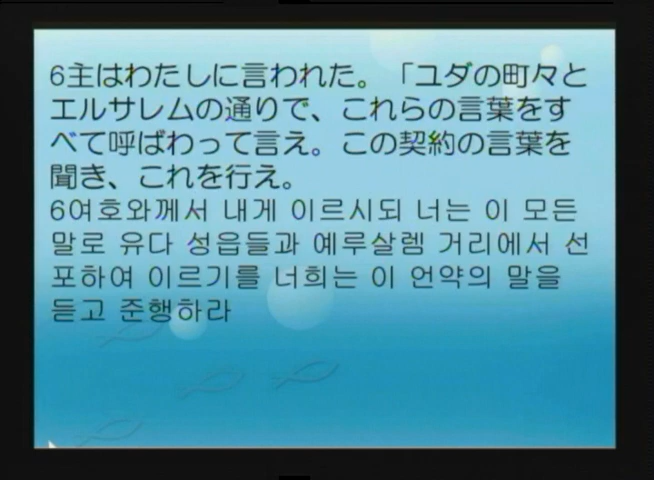 6主はわたしに言われた。「ユダの町々と
エルサレムの通りで、これらの言葉をす
べて呼ばわって言え。この契約の言葉を
聞き、これを行え。
6여호와께서 내게 이르시되 너는 이 모든
말로 유다 성읍들과 예루살렘 거리에서 선
포하여 이르기를 너희는 이 언약의 말을
듣고 준행하라